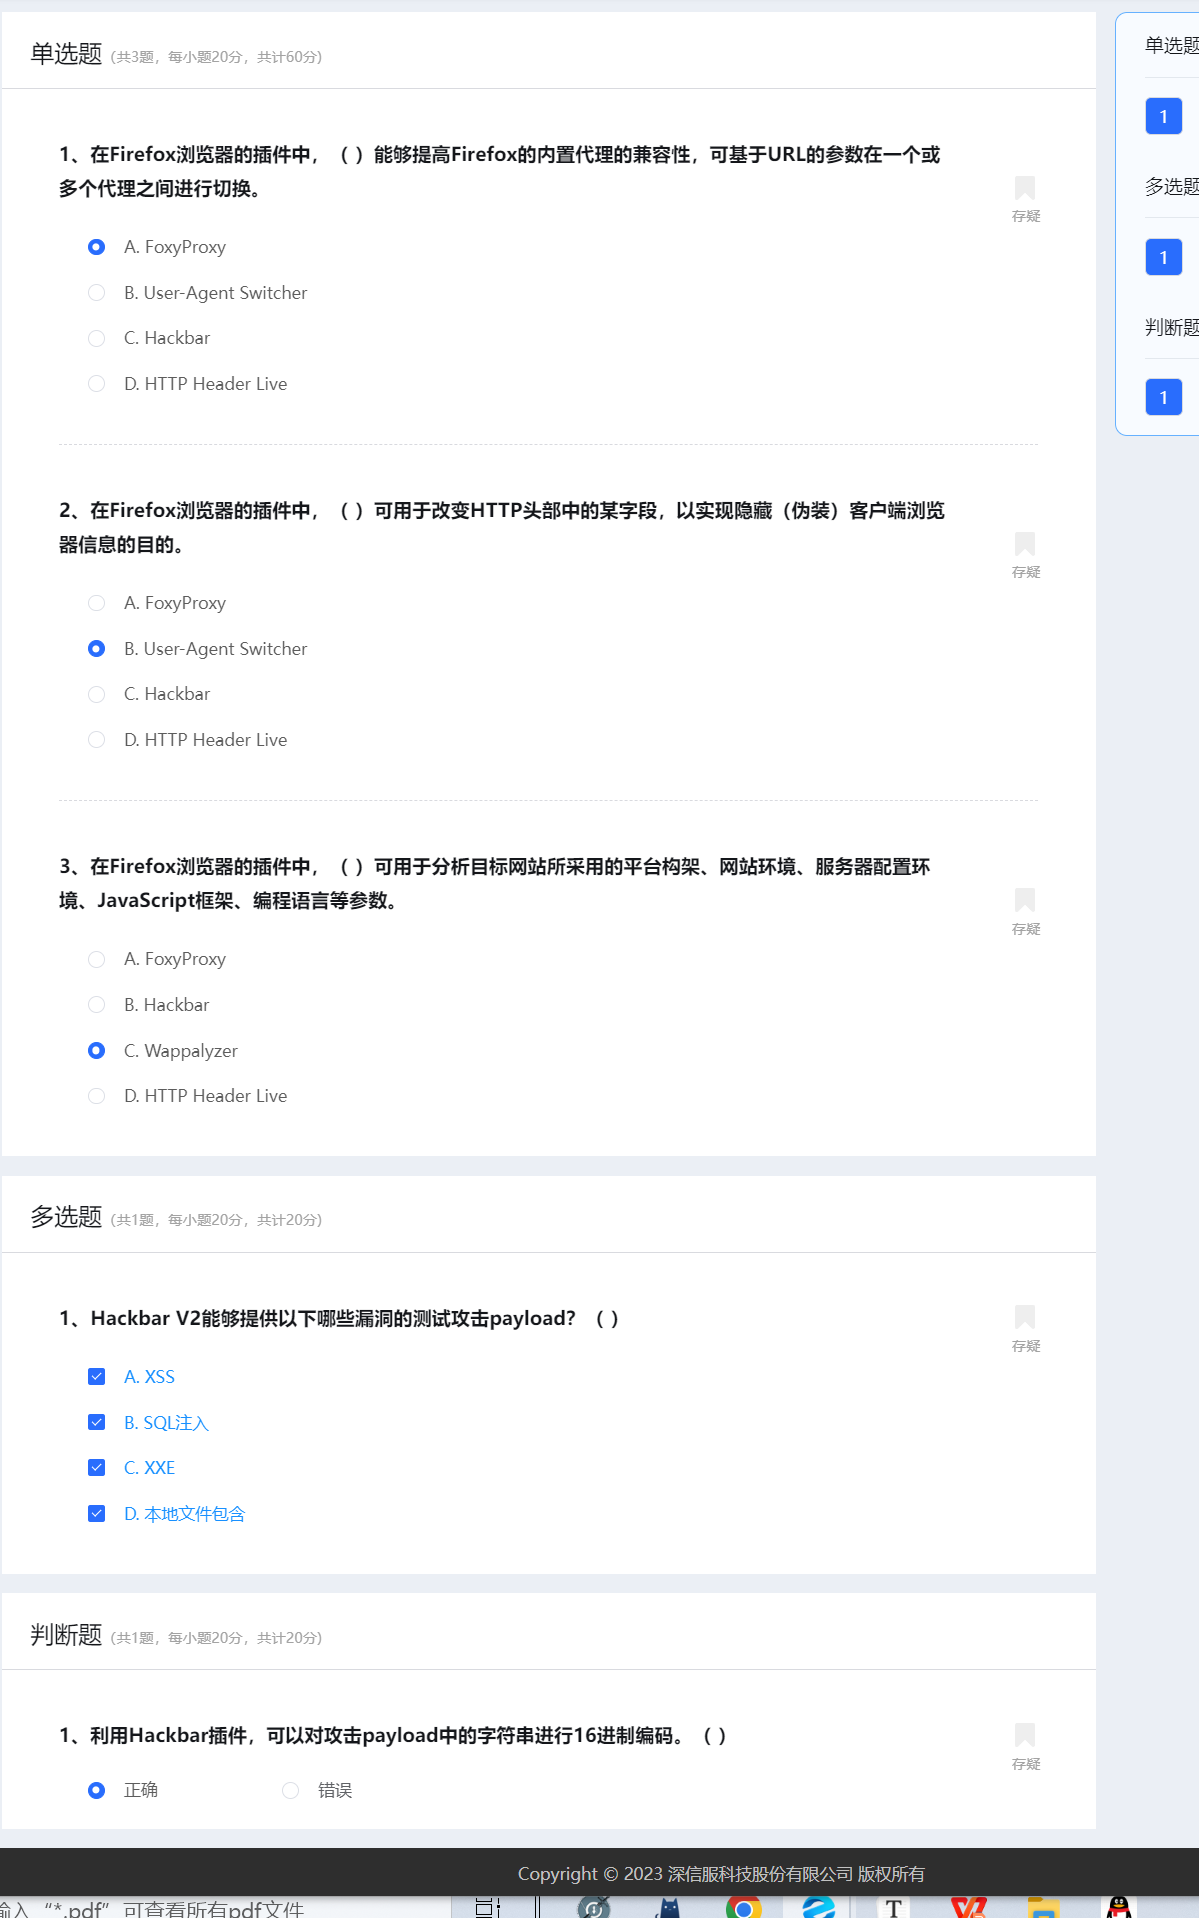 单选题 (共3题，每小题20分，共计60分)
1、在Firefox浏览器的插件中，（ ）能够提高Firefox的内置代理的兼容性，可基于URL的参数在一个或
多个代理之间进行切换。
存疑
A. FoxyProxy
B. User-Agent Switcher
C. Hackbar
D. HTTP Header Live
2、在Firefox浏览器的插件中，（ ）可用于改变HTTP头部中的某字段，以实现隐藏（伪装）客户端浏览
器信息的目的。
存疑
A. FoxyProxy
B. User-Agent Switcher
C. Hackbar
D. HTTP Header Live
3、在Firefox浏览器的插件中，（ ）可用于分析目标网站所采用的平台构架、网站环境、服务器配置环
境、JavaScript框架、编程语言等参数。
存疑
A. FoxyProxy
B. Hackbar
C. Wappalyzer
D. HTTP Header Live
多选题 (共1题，每小题20分，共计20分)
1、Hackbar V2能够提供以下哪些漏洞的测试攻击payload？（ ）
存疑
A. XSS
B. SQL注入
C. XXE
D. 本地文件包含
判断题 (共1题，每小题20分，共计20分)
1、利用Hackbar插件，可以对攻击payload中的字符串进行16进制编码。（ ）
存疑
正确 错误
单选题
1
多选题
1
判断题
1
Copyright © 2023 深信服科技股份有限公司 版权所有
输入 “*.pdf” 可查看所有pdf文件